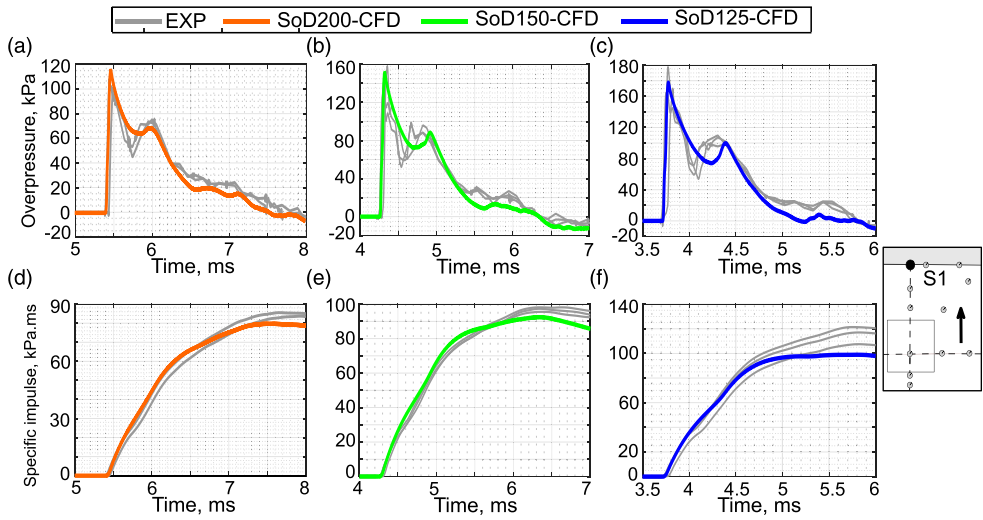 EXP SoD200-CFD SoD150-CFD SoD125-CFD
(a) (b) (c)
Overpressure, kPa
120
100
80
60
40
20
0
-20
5 6 7 8
Time, ms
160
120
80
40
0
-20
4 5 6 7
Time, ms
180
140
100
60
20
0
-20
3.5 4 4.5 5 5.5 6
Time, ms
(d) (e) (f)
Specific impulse, kPa.ms
90
60
30
0
5 6 7 8
Time, ms
100
80
60
40
20
0
4 5 6 7
Time, ms
140
120
100
80
60
40
20
0
3.5 4 4.5 5 5.5 6
Time, ms
S1